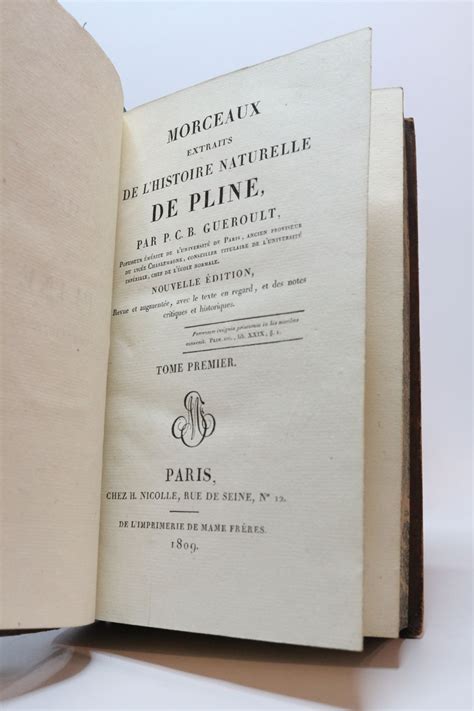 MORCEAUX
EXTRAITS
DE L'HISTOIRE NATURELLE
DE PLINE,
PAR P. C. B. GUEROULT,
ÉMÉRITE DE L'UNIVERSITÉ DE PARIS, ANCIEN PROVISEUR
DU LYCÉE CHARLEMAGNE, CONSEILLER TITULAIRE DE L'UNIVERSITÉ
IMPÉRIALE, CHEF DE L'ÉCOLE NORMALE.
NOUVELLE ÉDITION,
Revue et augmentée, avec le texte en regard, et des notes
critiques et historiques.
lib. XXIX, §. 1.
TOME PREMIER.
PARIS,
CHEZ H. NICOLLE, RUE DE SEINE, N° 12.
DE L'IMPRIMERIE DE MAME FRÈRES.
1809.